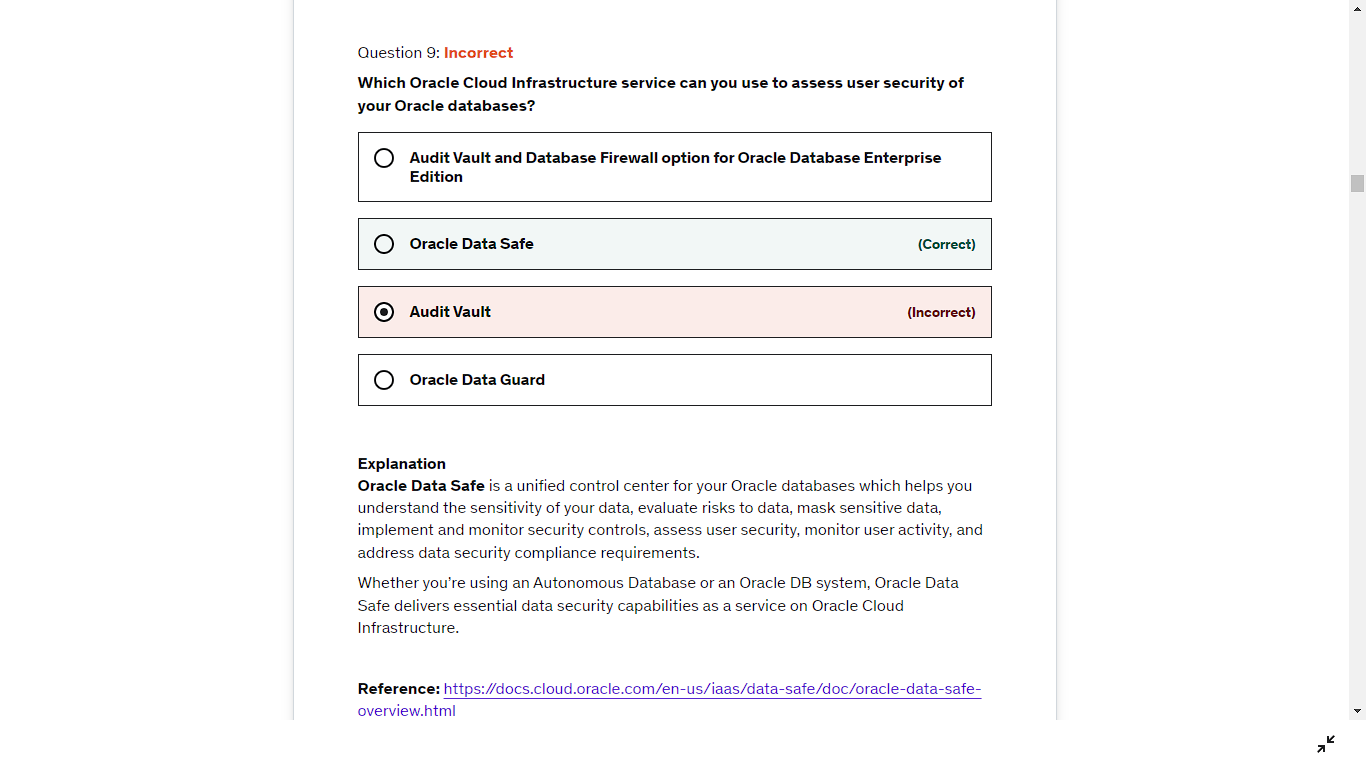 Question 9: Incorrect
Which Oracle Cloud Infrastructure service can you use to assess user security of
your Oracle databases?
Audit Vault and Database Firewall option for Oracle Database Enterprise
Edition
Oracle Data Safe (Correct)
Audit Vault (Incorrect)
Oracle Data Guard
Explanation
Oracle Data Safe is a unified control center for your Oracle databases which helps you
understand the sensitivity of your data, evaluate risks to data, mask sensitive data,
implement and monitor security controls, assess user security, monitor user activity, and
address data security compliance requirements.
Whether you’re using an Autonomous Database or an Oracle DB system, Oracle Data
Safe delivers essential data security capabilities as a service on Oracle Cloud
Infrastructure.
Reference: https://docs.cloud.oracle.com/en-us/iaas/data-safe/doc/oracle-data-safe-
overview.html